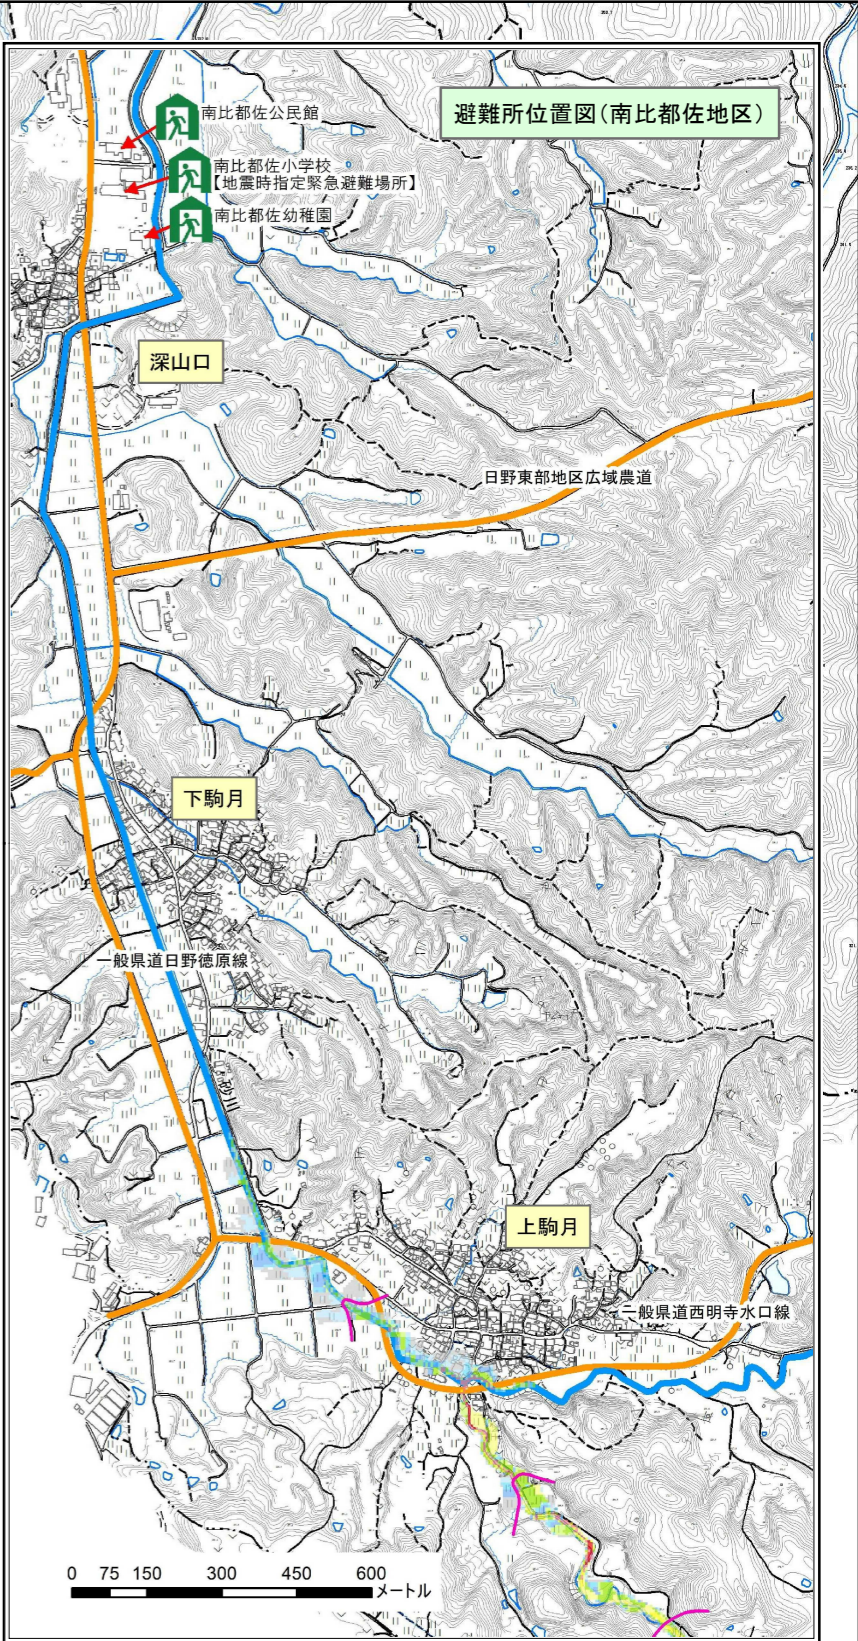 避難所位置図(南比都佐地区)
南比都佐公民館
南比都佐小学校
【地震時指定緊急避難場所】
南比都佐幼稚園
深山口
日野東部地区広域農道
下駒月
一般県道日野徳原線
砂川
上駒月
一般県道西明寺水口線
0 75 150 300 450 600
メートル